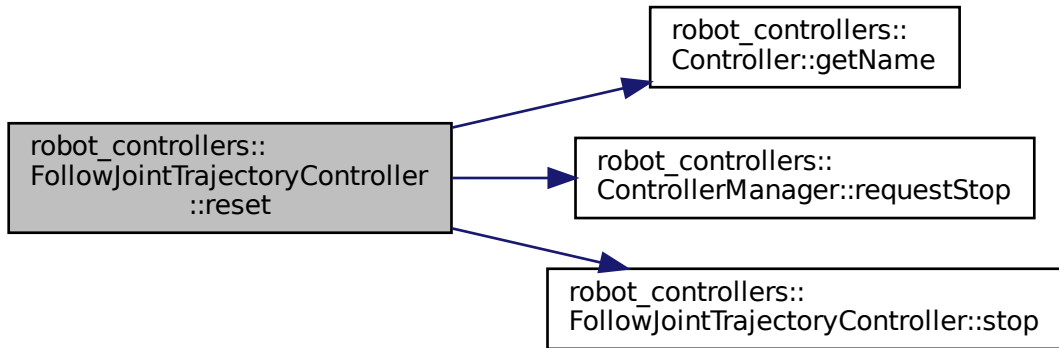 robot_controllers::
FollowJointTrajectoryController
::reset
robot_controllers::
Controller::getName
robot_controllers::
ControllerManager::requestStop
robot_controllers::
FollowJointTrajectoryController::stop